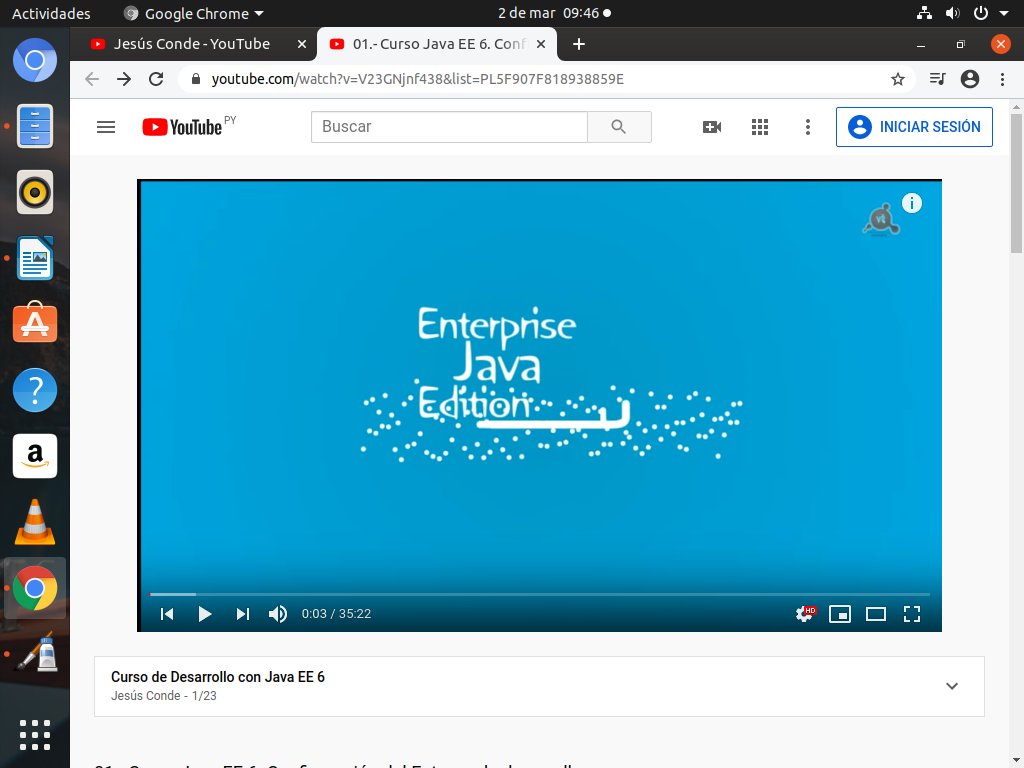 Actividades
Google Chrome
2 de mar 09:46
Jesús Conde - YouTube
01.- Curso Java EE 6. Conf
youtube.com/watch?v=V23GNjnf438&list=PL5F907F818938859E
YouTube PY
Buscar
INICIAR SESIÓN
vt
Enterprise
Java
Edition
0:03 / 35:22
HD
Curso de Desarrollo con Java EE 6
Jesús Conde - 1/23